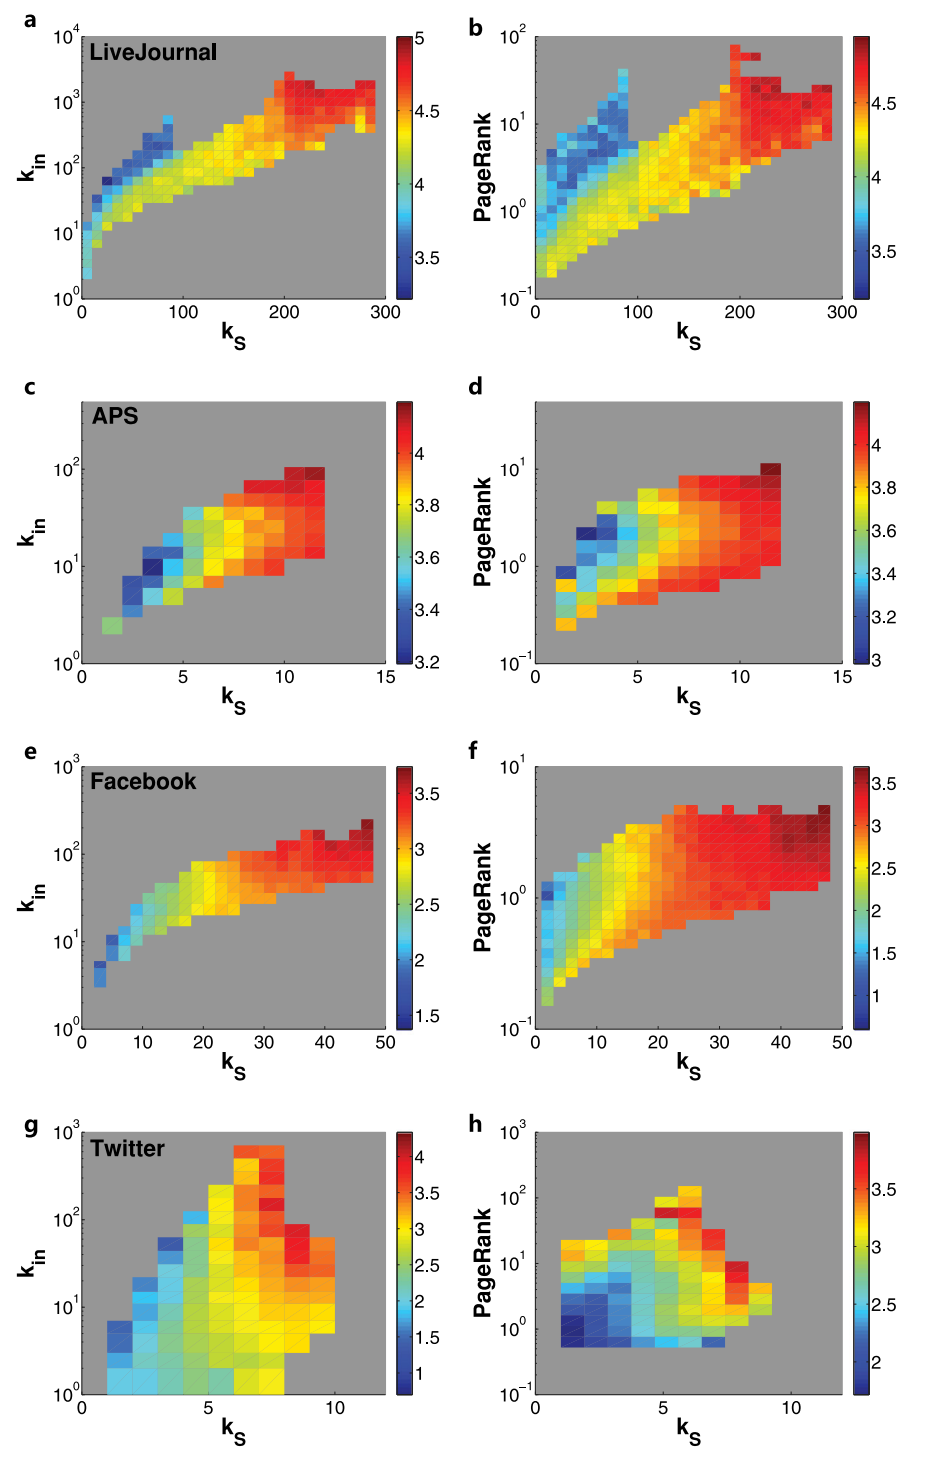 a
LiveJournal
k_in
10^4
10^3
10^2
10^1
10^0
0 100 200 300
k_S
5
4.5
4
3.5
b
PageRank
10^2
10^1
10^0
10^−1
0 100 200 300
k_S
4.5
4
3.5
c
APS
k_in
10^2
10^1
10^0
0 5 10 15
k_S
4
3.8
3.6
3.4
3.2
4
d
PageRank
10^1
10^0
10^−1
0 5 10 15
k_S
4
3.8
3.6
3.4
3.2
3
e
Facebook
k_in
10^3
10^2
10^1
10^0
0 10 20 30 40 50
k_S
3.5
3
2.5
2
1.5
f
PageRank
10^1
10^0
10^−1
0 10 20 30 40 50
k_S
3.5
3
2.5
2
1.5
1
g
Twitter
k_in
10^3
10^2
10^1
10^0
0 5 10
k_S
4
3.5
3
2.5
2
1.5
1
h
PageRank
10^3
10^2
10^1
10^0
10^−1
0 5 10
k_S
3.5
3
2.5
2